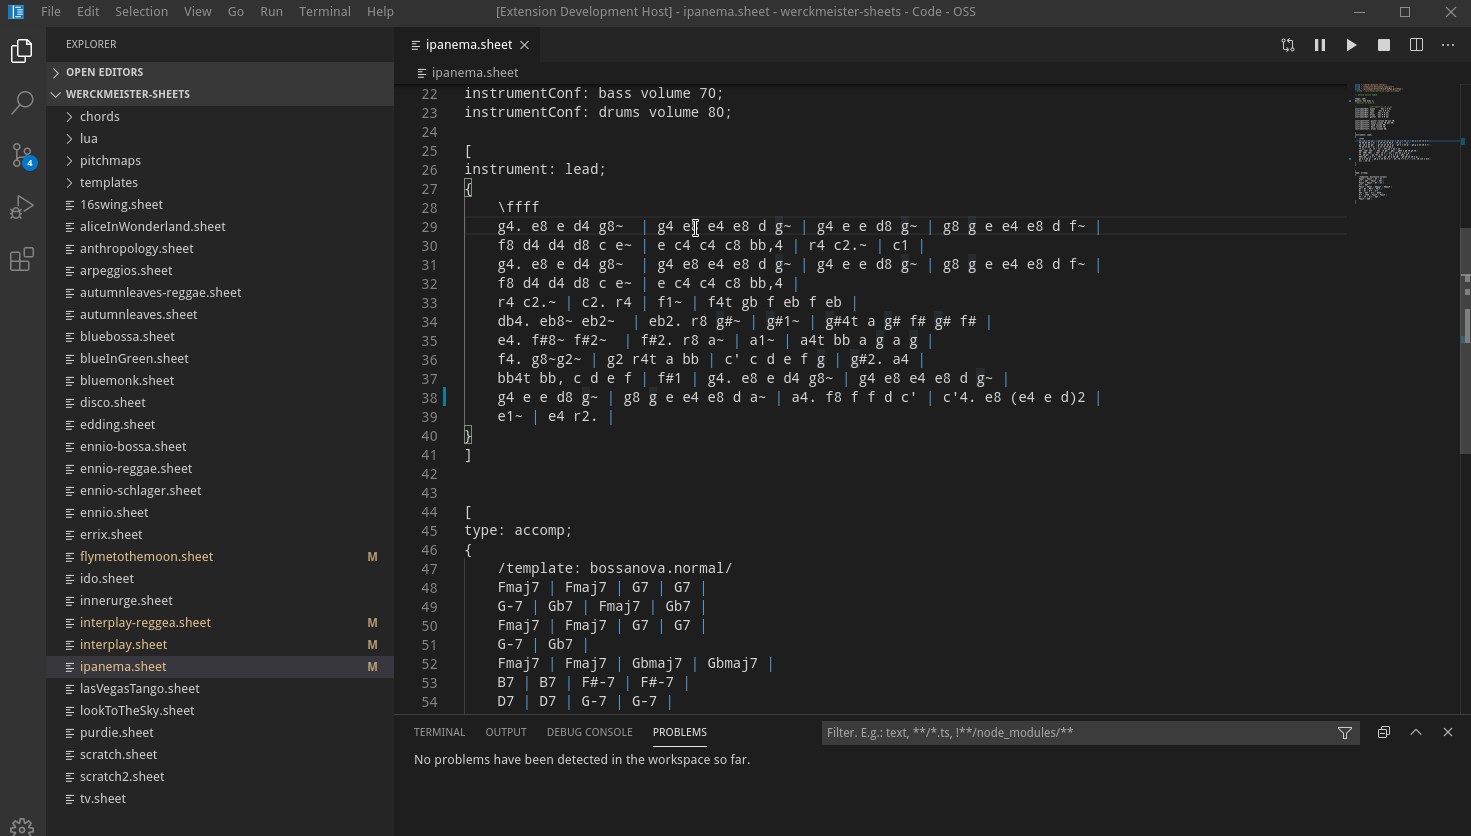 File Edit Selection View Go Run Terminal Help [Extension Development Host] - ipanema.sheet - werckmeister-sheets - Code - OSS
EXPLORER
OPEN EDITORS
WERCKMEISTER-SHEETS
chords
lua
pitchmaps
templates
16swing.sheet
aliceInWonderland.sheet
anthropology.sheet
arpeggios.sheet
autumnleaves-reggae.sheet
autumnleaves.sheet
bluebossa.sheet
blueInGreen.sheet
bluemonk.sheet
disco.sheet
edding.sheet
ennio-bossa.sheet
ennio-reggae.sheet
ennio-schlager.sheet
ennio.sheet
errix.sheet
flymetothemoon.sheet M
ido.sheet
innerurge.sheet
interplay-reggea.sheet M
interplay.sheet M
ipanema.sheet M
lasVegasTango.sheet
lookToTheSky.sheet
purdie.sheet
scratch.sheet
scratch2.sheet
tv.sheet
4
ipanema.sheet
ipanema.sheet
22 instrumentConf: bass volume 70;
23 instrumentConf: drums volume 80;
24
25 [
26 instrument: lead;
27 {
28 \ffff
29 g4. e8 e d4 g8~ | g4 e8 e4 e8 d g~ | g4 e e d8 g~ | g8 g e e4 e8 d f~ |
30 f8 d4 d4 d8 c e~ | e c4 c4 c8 bb,4 | r4 c2.~ | c1 |
31 g4. e8 e d4 g8~ | g4 e8 e4 e8 d g~ | g4 e e d8 g~ | g8 g e e4 e8 d f~ |
32 f8 d4 d4 d8 c e~ | e c4 c4 c8 bb,4 |
33 r4 c2.~ | c2. r4 | f1~ | f4t gb f eb f eb |
34 db4. eb8~ eb2~ | eb2. r8 g#~ | g#1~ | g#4t a g# f# g# f# |
35 e4. f#8~ f#2~ | f#2. r8 a~ | a1~ | a4t bb a g a g |
36 f4. g8~g2~ | g2 r4t a bb | c' c d e f g | g#2. a4 |
37 bb4t bb, c d e f | f#1 | g4. g8 e d4 g8~ | g4 e8 e4 e8 d g~ |
38 g4 e e d8 g~ | g8 g e e4 e8 d a~ | a4. f8 f f d c' | c'4. e8 (e4 e d)2 |
39 e1~ | e4 r2. |
40 }
41 ]
42
43
44 [
45 type: accomp;
46 {
47 /template: bossanova.normal/
48 Fmaj7 | Fmaj7 | G7 | G7 |
49 G-7 | Gb7 | Fmaj7 | Gb7 |
50 Fmaj7 | Fmaj7 | G7 | G7 |
51 G-7 | Gb7 |
52 Fmaj7 | Fmaj7 | Gbmaj7 | Gbmaj7 |
53 B7 | B7 | F#-7 | F#-7 |
54 D7 | D7 | G-7 | G-7 |
TERMINAL OUTPUT DEBUG CONSOLE PROBLEMS Filter. E.g.: text, **/*.ts, !**/node_modules/**
No problems have been detected in the workspace so far.